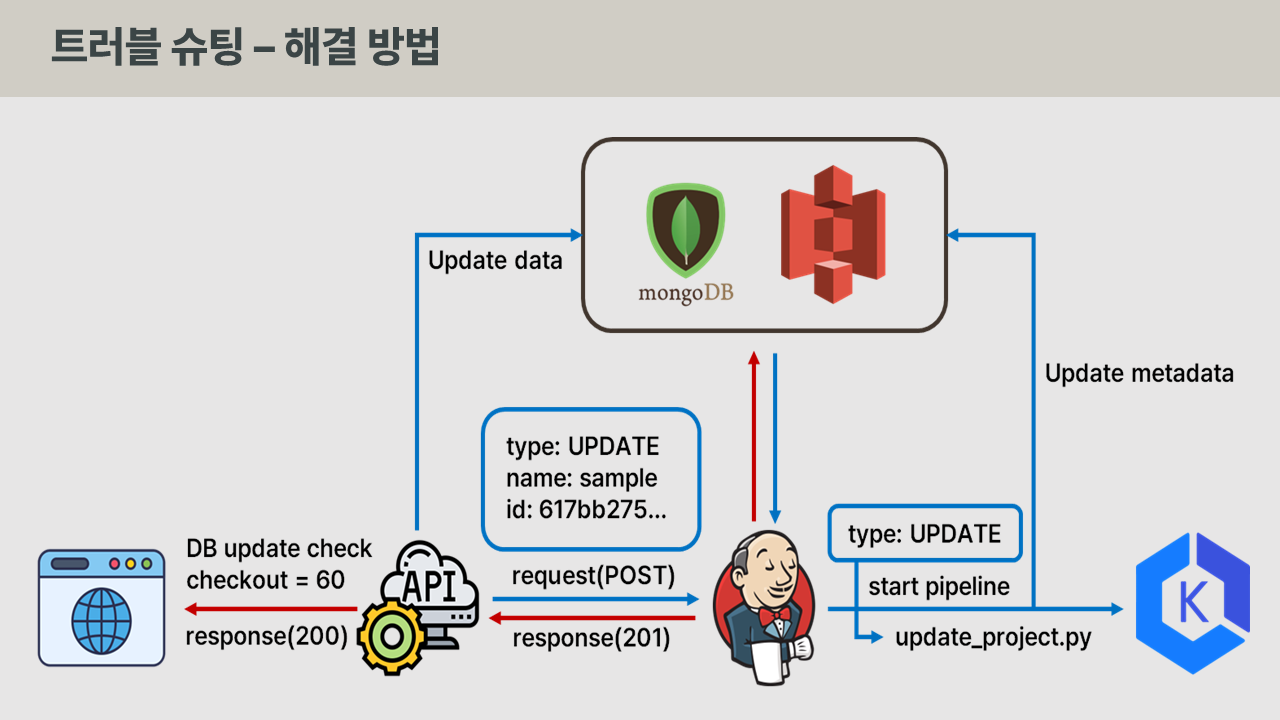 트러블 슈팅 – 해결 방법
mongoDB
Update data
Update metadata
type: UPDATE
name: sample
id: 617bb275...
DB update check
checkout = 60
response(200)
API
request(POST)
response(201)
type: UPDATE
start pipeline
update_project.py
K